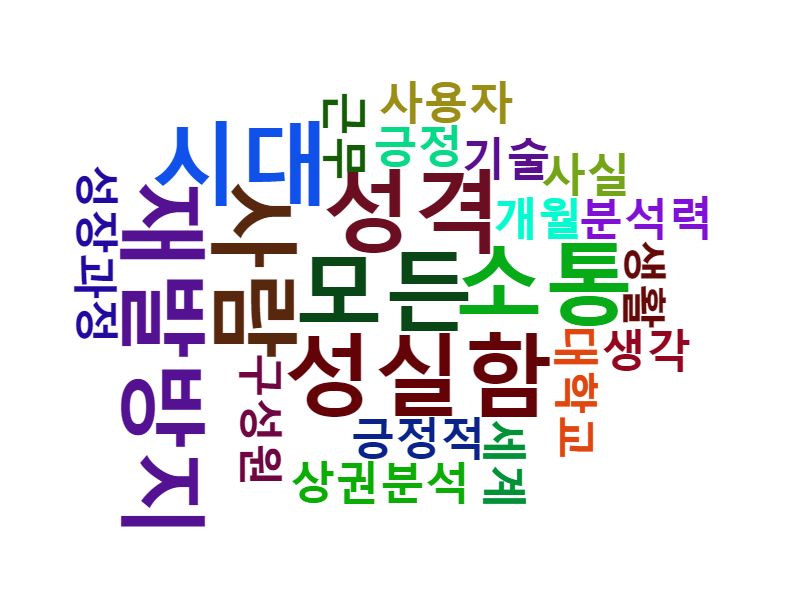 사용자
근무
시대
긍정
기술
사실
성장과정
재발방지
사람
성격
개월
분석력
모든
소통
생활
성실함
대학교
생각
구성원
긍정적
세계
상권분석